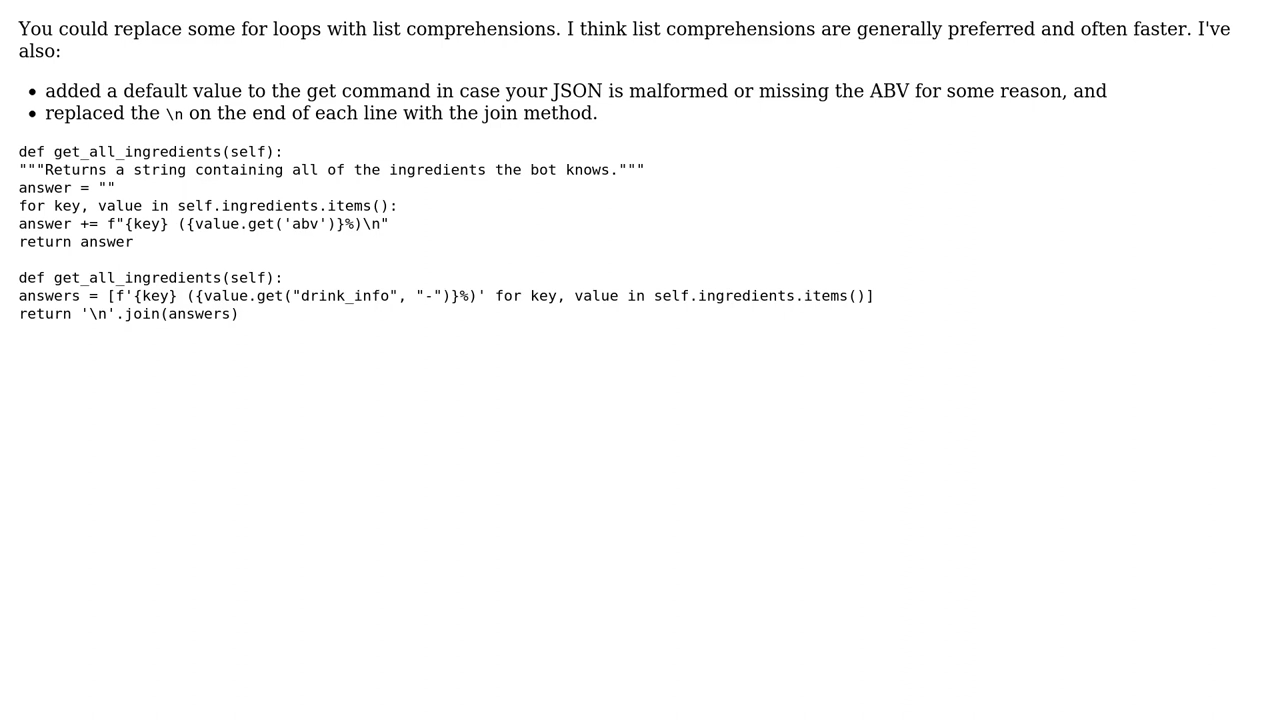 You could replace some for loops with list comprehensions. I think list comprehensions are generally preferred and often faster. I've
also:
• added a default value to the get command in case your JSON is malformed or missing the ABV for some reason, and
• replaced the \n on the end of each line with the join method.
def get_all_ingredients(self):
"""Returns a string containing all of the ingredients the bot knows."""
answer = ""
for key, value in self.ingredients.items():
answer += f"{key} ({value.get('abv')}%)\n"
return answer

def get_all_ingredients(self):
answers = [f'{key} ({value.get("drink_info", "-")}%)' for key, value in self.ingredients.items()]
return '\n'.join(answers)